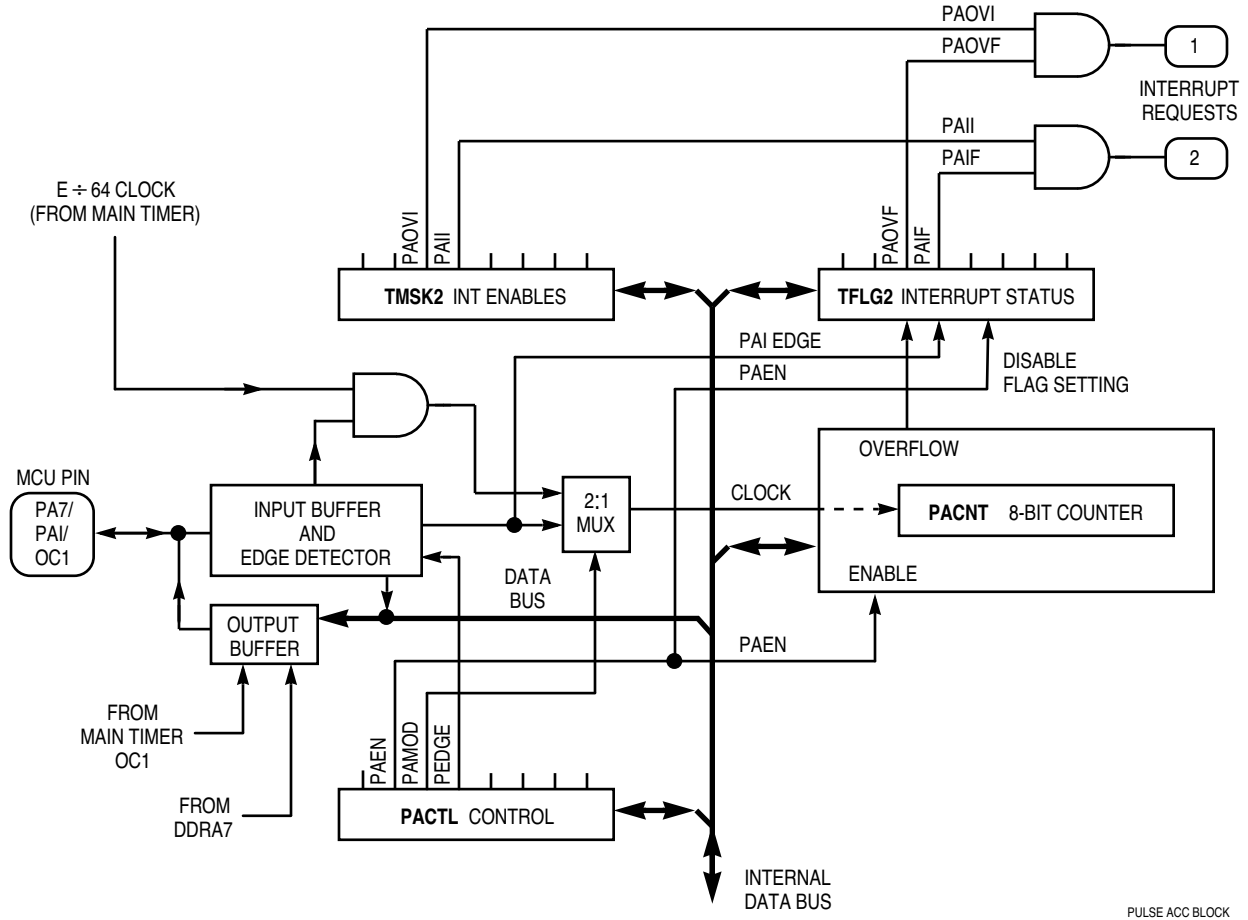 PAOVI
PAOVF
1
INTERRUPT
REQUESTS
PAII
PAIF
2
E ÷ 64 CLOCK
(FROM MAIN TIMER)
PAOVI
PAII
PAOVF
PAIF
TMSK2 INT ENABLES
TFLG2 INTERRUPT STATUS
PAI EDGE
PAEN
DISABLE
FLAG SETTING
OVERFLOW
MCU PIN
PA7/
PAI/
OC1
INPUT BUFFER
AND
EDGE DETECTOR
2:1
MUX
CLOCK
PACNT 8-BIT COUNTER
ENABLE
DATA
BUS
OUTPUT
BUFFER
PAEN
FROM
MAIN TIMER
OC1
PAEN
PAMOD
PEDGE
FROM
DDRA7
PACTL CONTROL
INTERNAL
DATA BUS
PULSE ACC BLOCK